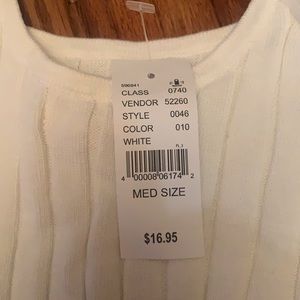 CLASS 0740
VENDOR 52260
STYLE 0046
COLOR 010
WHITE
4 00008 06174 2
MED SIZE
$16.95